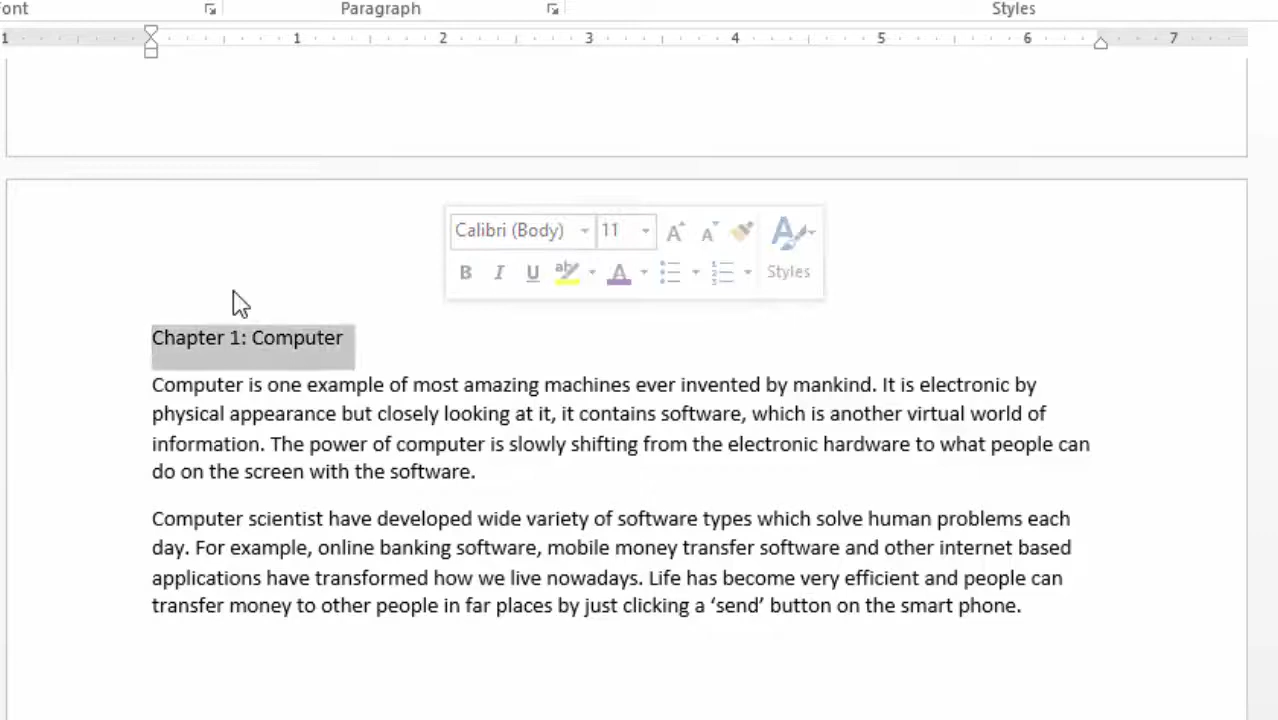 ont Paragraph Styles
1 1 2 3 4 5 6 7
Calibri (Body) 11 A A A
B I U ab A 1 2 3 Styles
Chapter 1: Computer
Computer is one example of most amazing machines ever invented by mankind. It is electronic by
physical appearance but closely looking at it, it contains software, which is another virtual world of
information. The power of computer is slowly shifting from the electronic hardware to what people can
do on the screen with the software.
Computer scientist have developed wide variety of software types which solve human problems each
day. For example, online banking software, mobile money transfer software and other internet based
applications have transformed how we live nowadays. Life has become very efficient and people can
transfer money to other people in far places by just clicking a ‘send’ button on the smart phone.